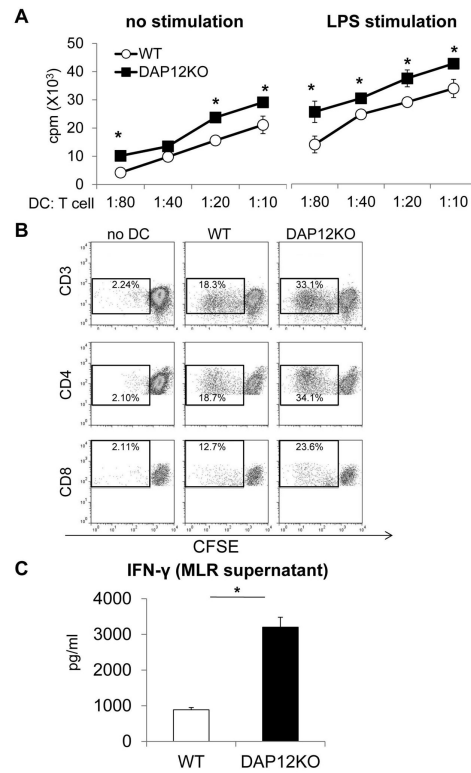 A
no stimulation
LPS stimulation
cpm (X10³)
60
50
40
30
20
10
0
WT
DAP12KO
* * *
* * * *
DC: T cell 1:80 1:40 1:20 1:10
1:80 1:40 1:20 1:10
B
no DC WT DAP12KO
CD3
2.24% 18.3% 33.1%
CD4
2.10% 18.7% 34.1%
CD8
2.11% 12.7% 23.6%
CFSE
C
IFN-γ (MLR supernatant)
*
pg/ml
4000
3000
2000
1000
0
WT DAP12KO